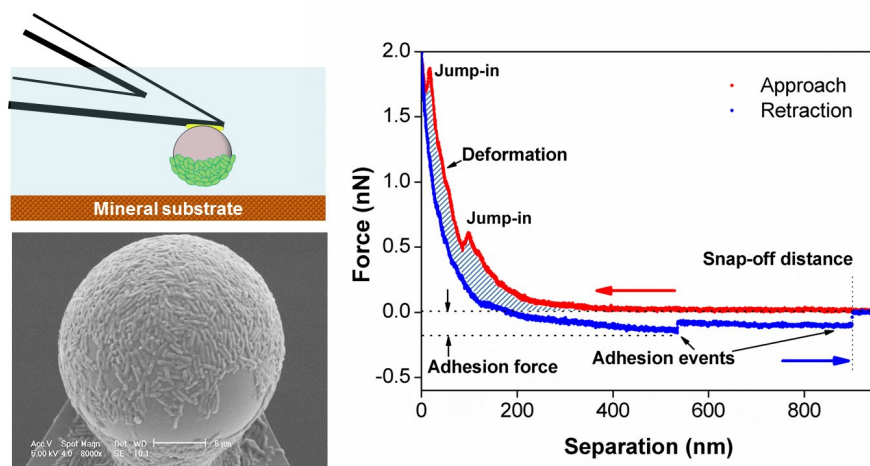 Mineral substrate
Acc.V Spot Magn Det WD 5 μm
5.00 kV 4.0 8000x SE 10.1
2.0
1.5
1.0
0.5
0.0
-0.5
Force (nN)
Jump-in
Approach
Retraction
Deformation
Jump-in
Snap-off distance
Adhesion force
Adhesion events
0 200 400 600 800
Separation (nm)